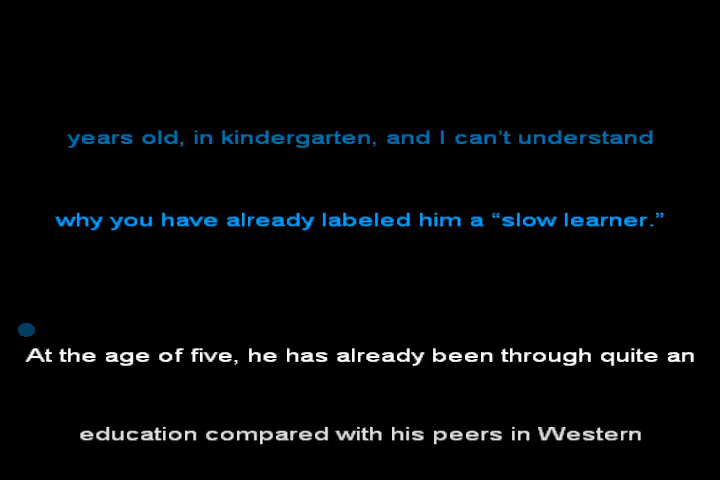 years old, in kindergarten, and I can’t understand
why you have already labeled him a “slow learner.”
At the age of five, he has already been through quite an
education compared with his peers in Western